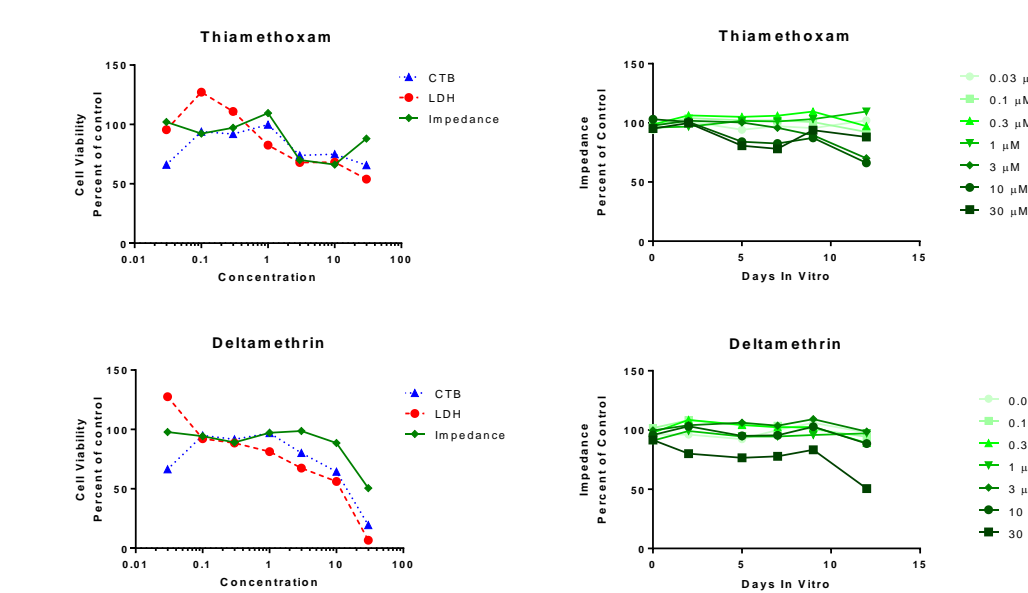 Thiamethoxam
Cell Viability
Percent of control
150
100
50
0
0.01
0.1
1
10
100
Concentration
CTB
LDH
Impedance
Thiamethoxam
Impedance
Percent of Control
150
100
50
0
0
5
10
15
Days In Vitro
0.03 μ
0.1 μM
0.3 μM
1 μM
3 μM
10 μM
30 μM
Deltamethrin
Cell Viability
Percent of control
150
100
50
0
0.01
0.1
1
10
100
Concentration
CTB
LDH
Impedance
Deltamethrin
Impedance
Percent of Control
150
100
50
0
0
5
10
15
Days In Vitro
0.0
0.1
0.3
1 μ
3 μ
10
30